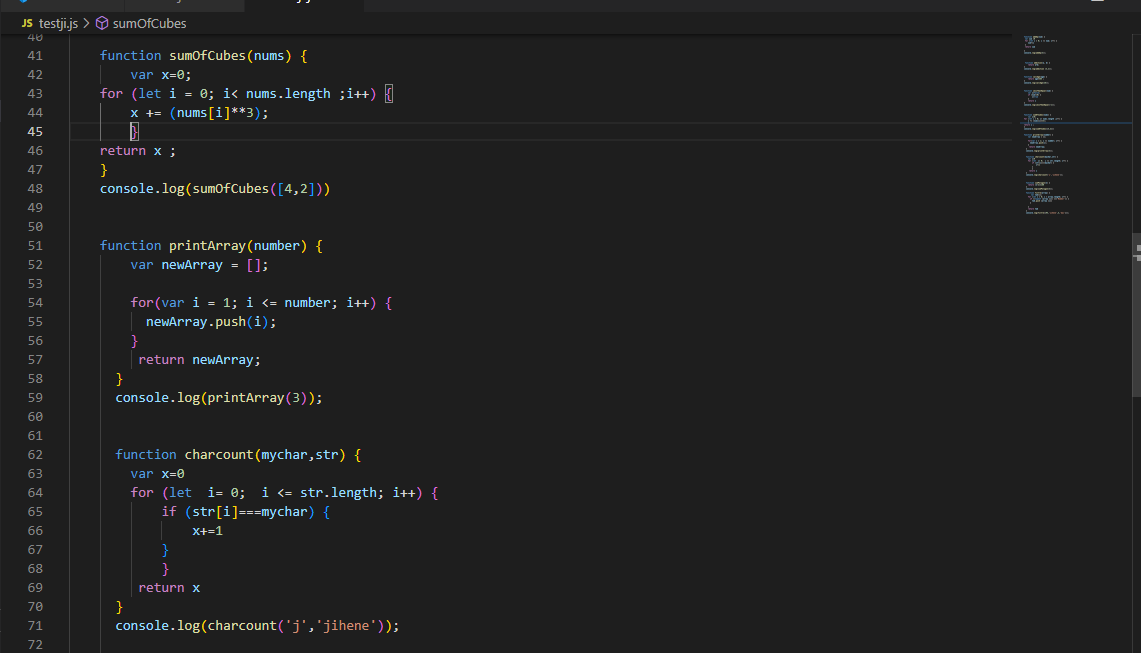 JS testji.js > sumOfCubes
40
41 function sumOfCubes(nums) {
42 var x=0;
43 for (let i = 0; i< nums.length ;i++) {
44 x += (nums[i]**3);
45 }
46 return x ;
47 }
48 console.log(sumOfCubes([4,2]))
49
50
51 function printArray(number) {
52 var newArray = [];
53
54 for(var i = 1; i <= number; i++) {
55 newArray.push(i);
56 }
57 return newArray;
58 }
59 console.log(printArray(3));
60
61
62 function charcount(mychar,str) {
63 var x=0
64 for (let  i= 0;  i <= str.length; i++) {
65 if (str[i]===mychar) {
66 x+=1
67 }
68 }
69 return x
70 }
71 console.log(charcount('j','jihene'));
72